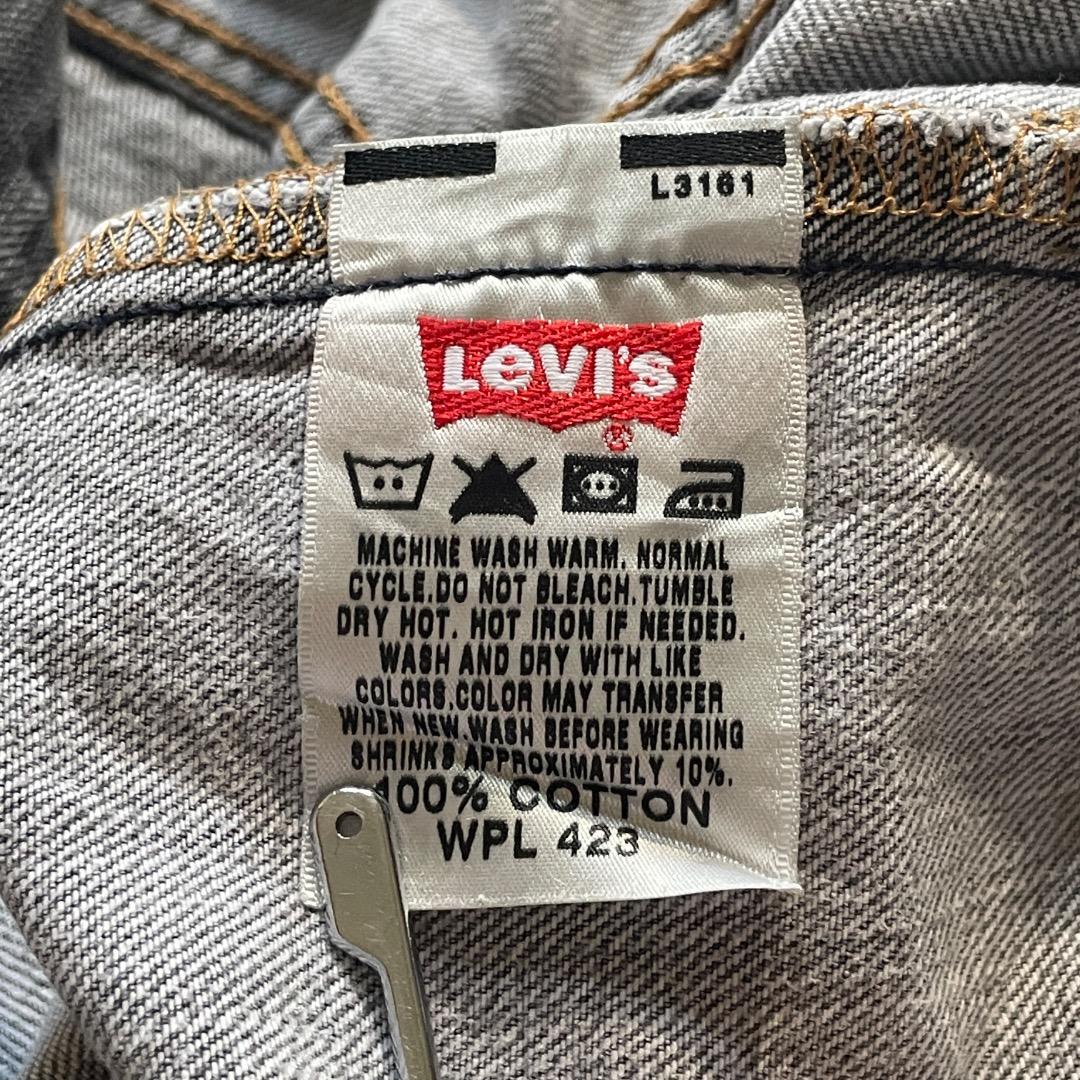 L3161
Levi's
®
MACHINE WASH WARM. NORMAL
CYCLE.DO NOT BLEACH.TUMBLE
DRY HOT. HOT IRON IF NEEDED.
WASH AND DRY WITH LIKE
COLORS.COLOR MAY TRANSFER
WHEN NEW.WASH BEFORE WEARING
SHRINKS APPROXIMATELY 10%.
100% COTTON
WPL 423